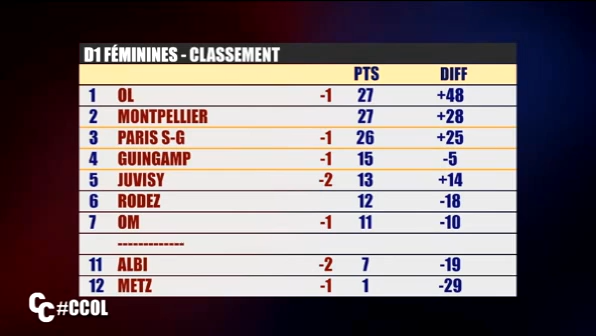 D1 FÉMININES - CLASSEMENT
PTS DIFF
1 OL -1 27 +48
2 MONTPELLIER 27 +28
3 PARIS S-G -1 26 +25
4 GUINGAMP -1 15 -5
5 JUVISY -2 13 +14
6 RODEZ 12 -18
7 OM -1 11 -10
-------------
11 ALBI -2 7 -19
12 METZ -1 1 -29
CC #CCOL